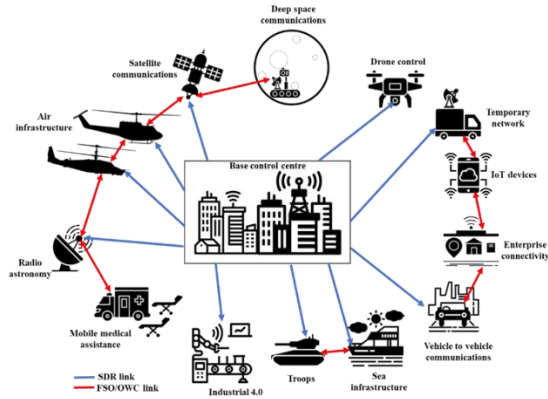 Deep space
communications
Satellite
communications
Drone control
Temporary
network
Air
infrastructure
Base control centre
IoT devices
Enterprise
connectivity
Radio
astronomy
Mobile medical
assistance
Vehicle to vehicle
communications
Sea
infrastructure
Troops
Industrial 4.0
SDR link
FSO/OWC link